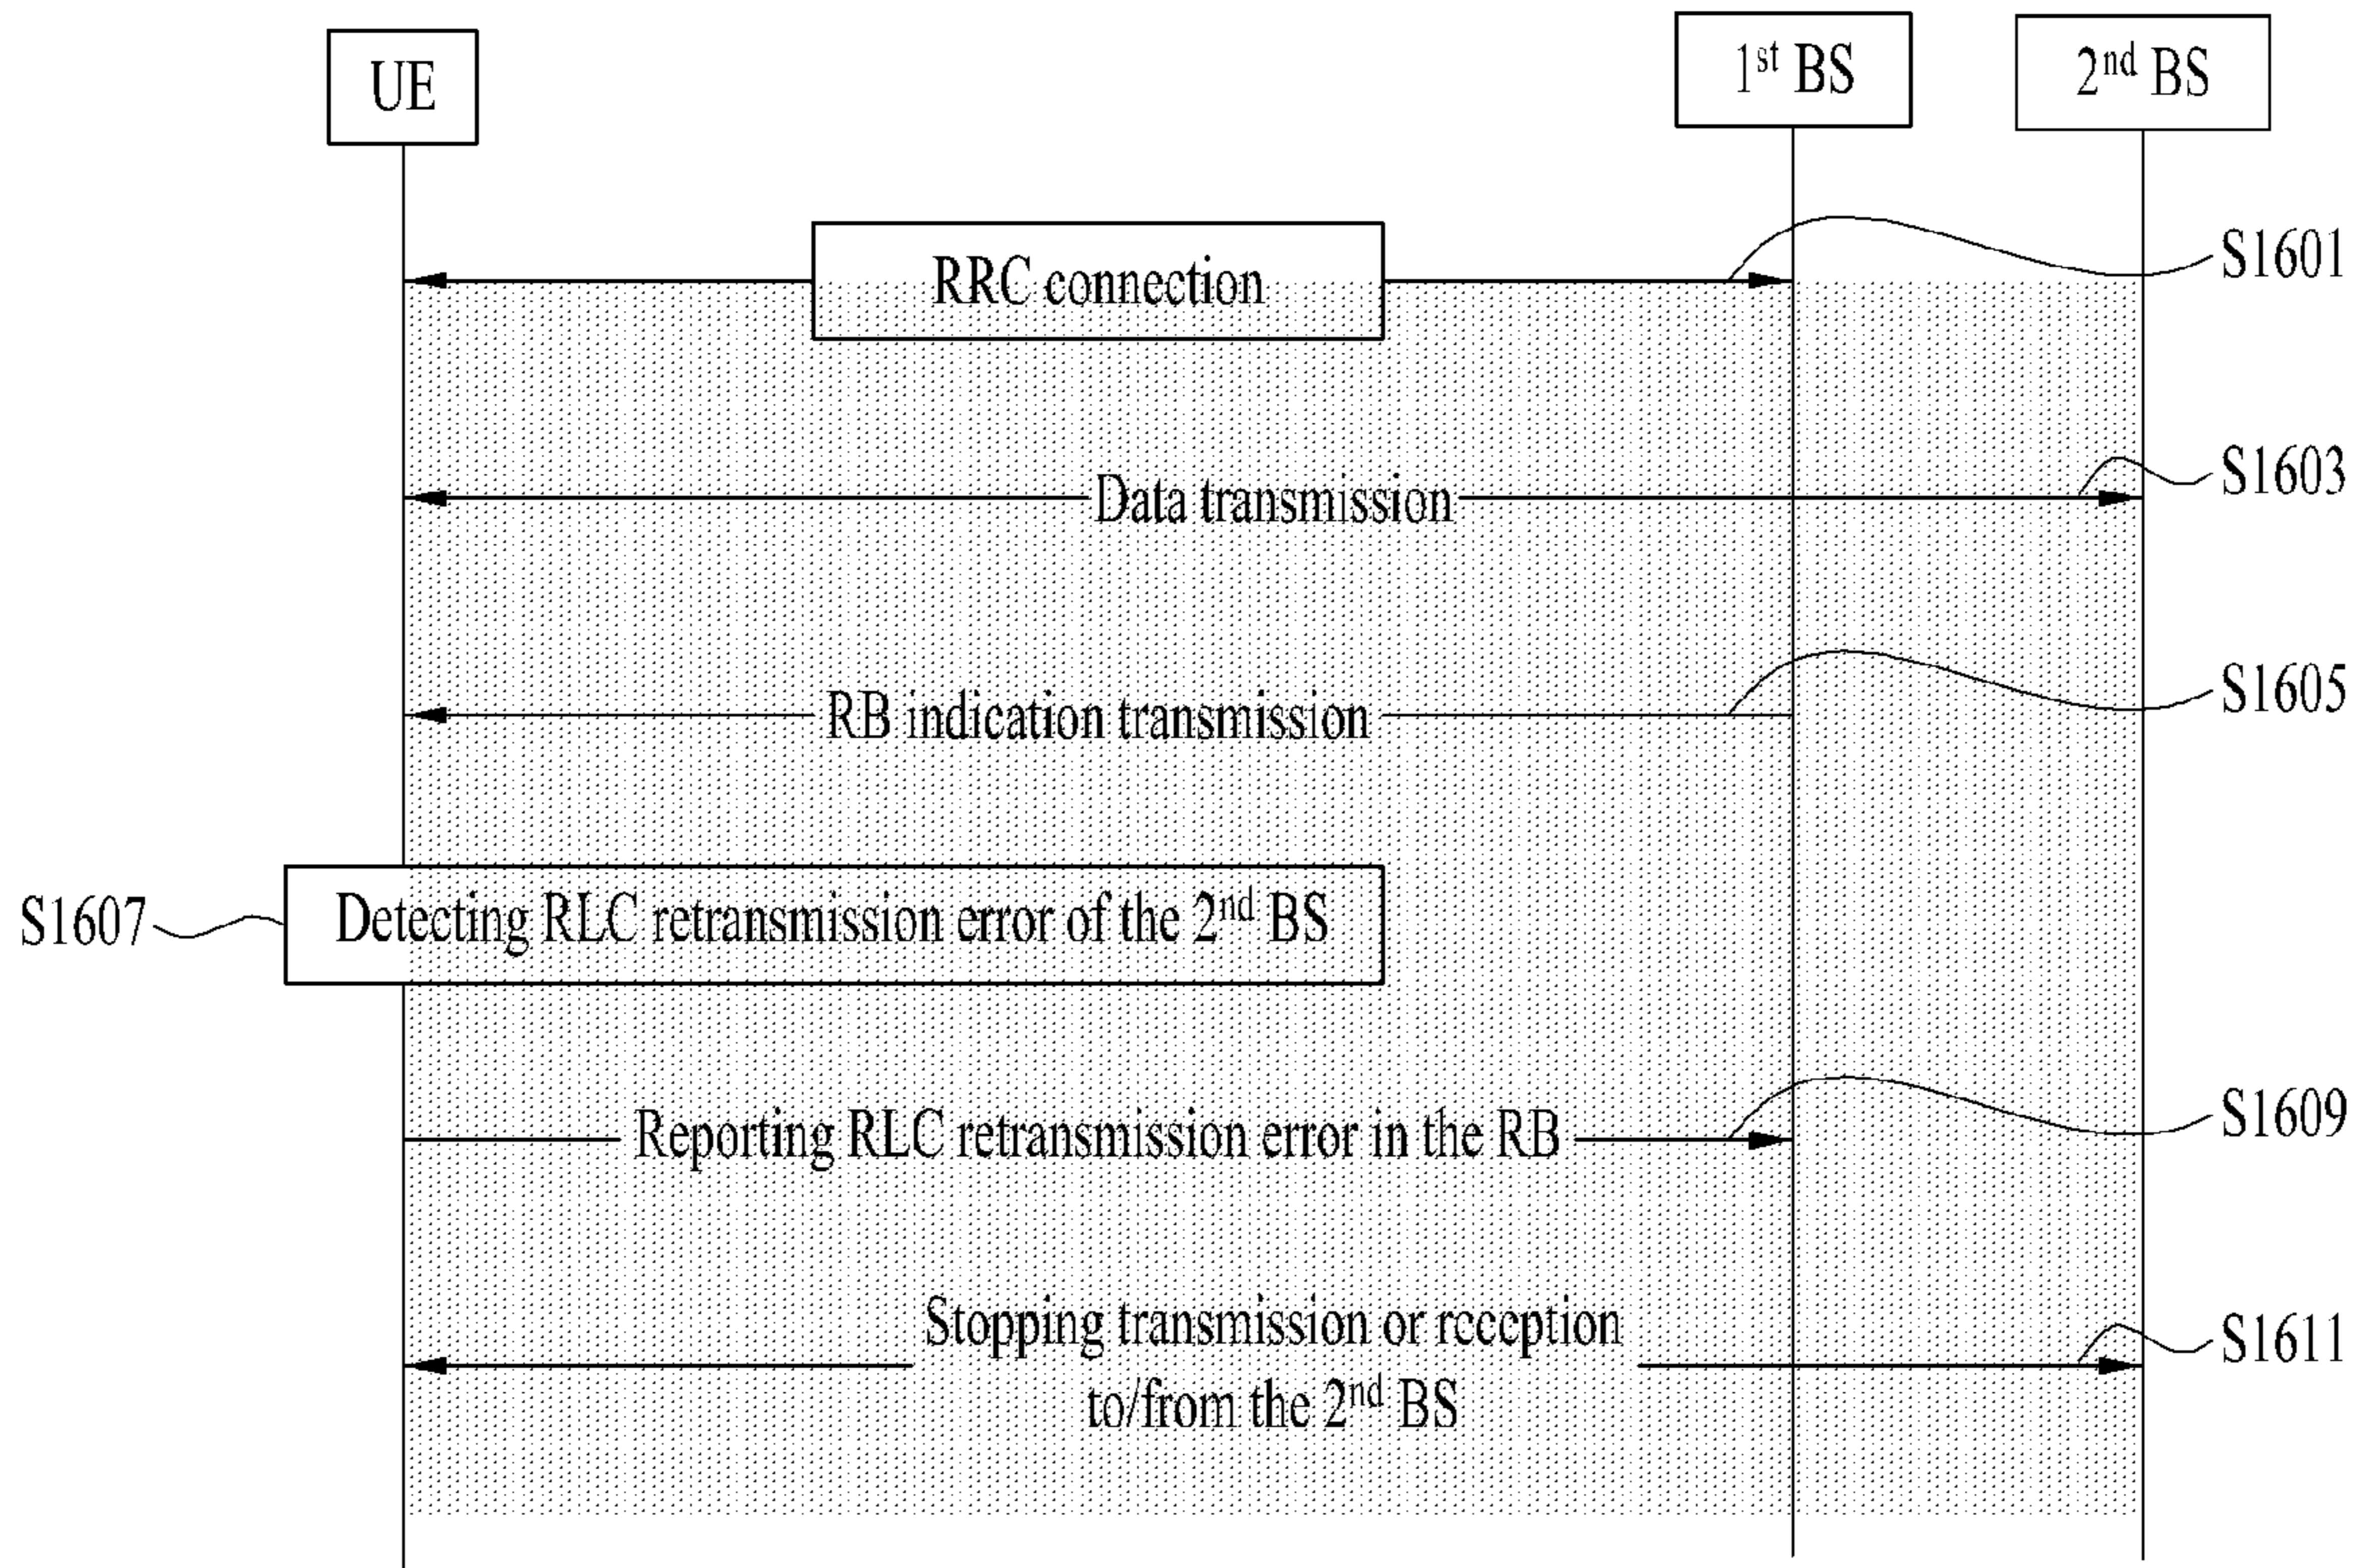 UE
1st BS
2nd BS
RRC connection
S1601
Data transmission
S1603
RB indication transmission
S1605
S1607
Detecting RLC retransmission error of the 2nd BS
Reporting RLC retransmission error in the RB
S1609
Stopping transmission or reception
to/from the 2nd BS
S1611